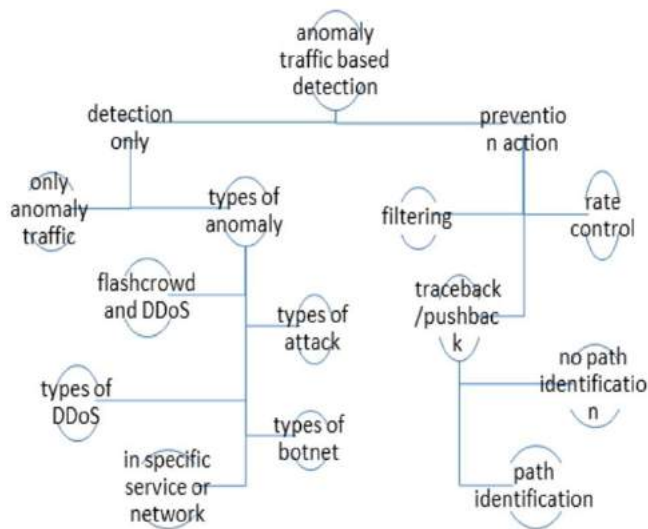 anomaly
traffic based
detection
detection
only
preventio
n action
only
anomaly
traffic
types of
anomaly
filtering
rate
control
flashcrowd
and DDoS
types of
attack
traceback
/pushbac
k
types of
DDoS
types of
botnet
no path
identificatio
n
in specific
service or
network
path
identification